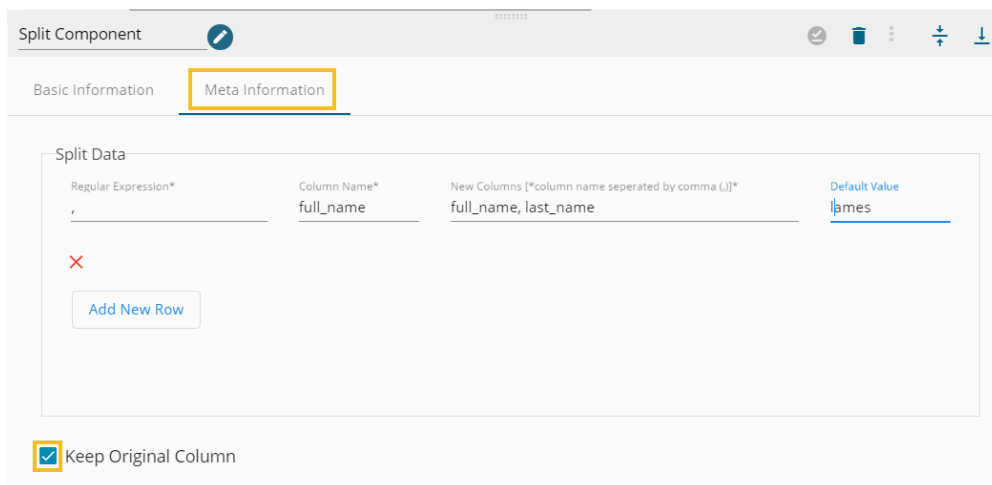 Split Component
Basic Information
Meta Information
Split Data
Regular Expression*
Column Name*
New Columns [*column name seperated by comma (,)]*
Default Value
,
full_name
full_name, last_name
lames
Add New Row
Keep Original Column